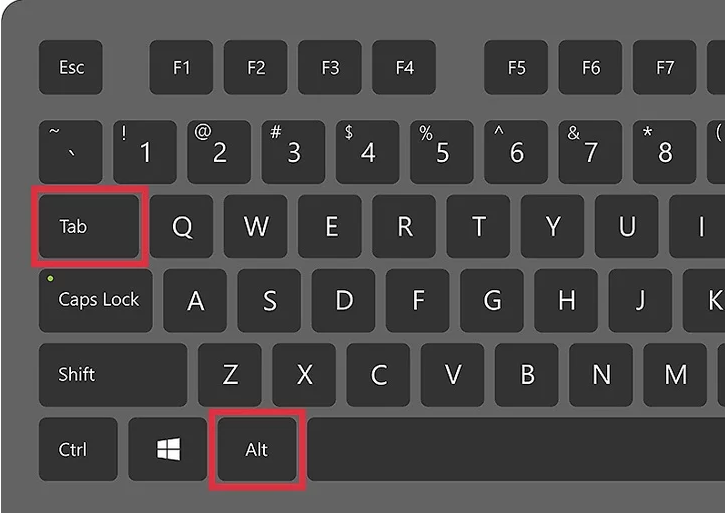 Esc F1 F2 F3 F4 F5 F6 F7
~ ` ! 1 @ 2 # 3 $ 4 % 5 ^ 6 & 7 * 8 (
Tab Q W E R T Y U I
Caps Lock A S D F G H J K
Shift Z X C V B N M
Ctrl Alt